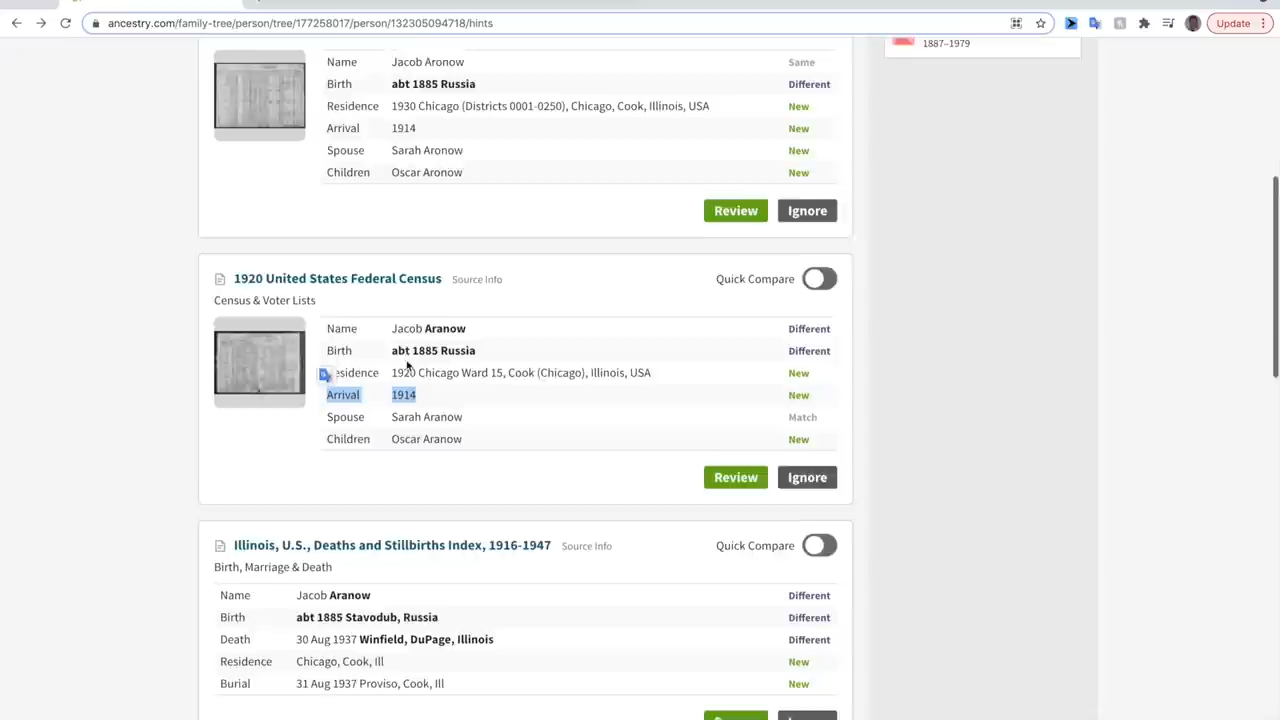 ancestry.com/family-tree/person/tree/177258017/person/132305094718/hints
Update
1887–1979
Name Jacob Aronow Same
Birth abt 1885 Russia Different
Residence 1930 Chicago (Districts 0001-0250), Chicago, Cook, Illinois, USA New
Arrival 1914 New
Spouse Sarah Aronow New
Children Oscar Aronow New
Review Ignore
1920 United States Federal Census Source Info Quick Compare
Census & Voter Lists
Name Jacob Aranow Different
Birth abt 1885 Russia Different
esidence 1920 Chicago Ward 15, Cook (Chicago), Illinois, USA New
Arrival 1914 New
Spouse Sarah Aranow Match
Children Oscar Aranow New
Review Ignore
Illinois, U.S., Deaths and Stillbirths Index, 1916-1947 Source Info Quick Compare
Birth, Marriage & Death
Name Jacob Aranow Different
Birth abt 1885 Stavodub, Russia Different
Death 30 Aug 1937 Winfield, DuPage, Illinois Different
Residence Chicago, Cook, Ill New
Burial 31 Aug 1937 Proviso, Cook, Ill New